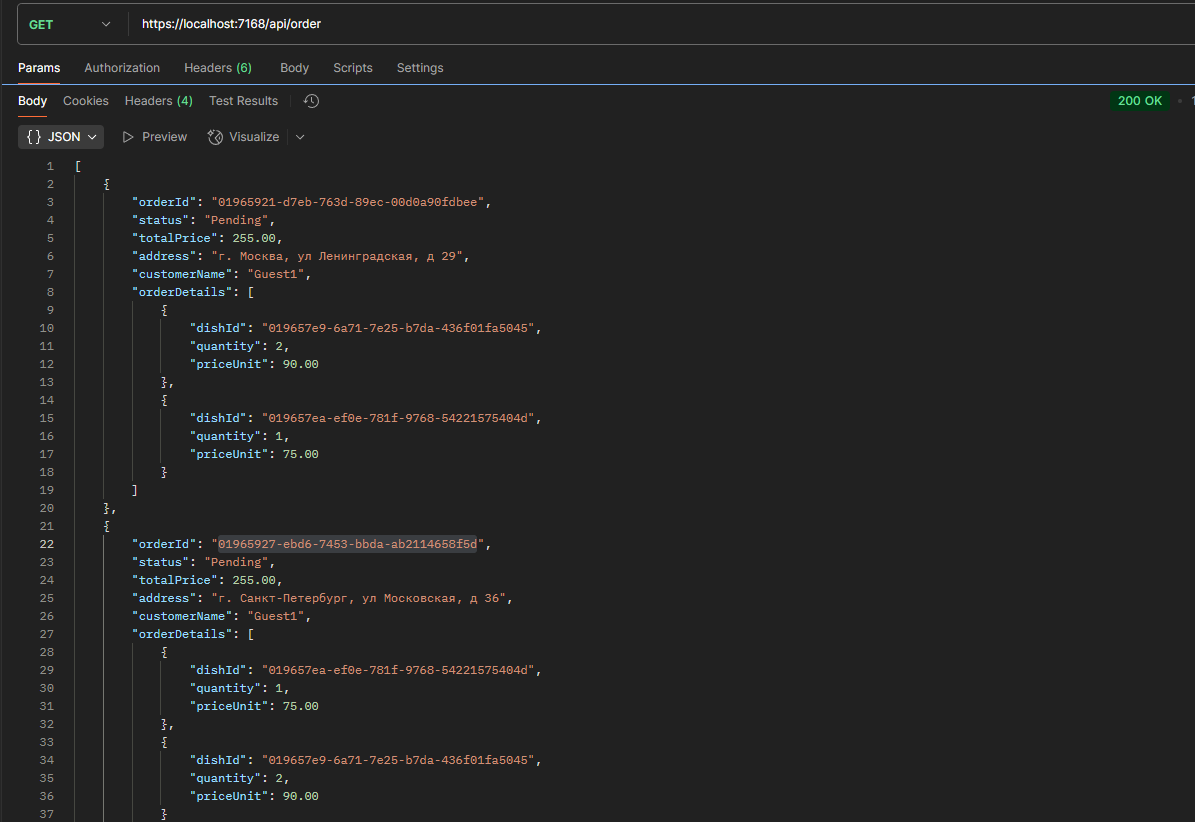 GET https://localhost:7168/api/order
Params Authorization Headers (6) Body Scripts Settings
Body Cookies Headers (4) Test Results 200 OK
{} JSON Preview Visualize
1 [
2 {
3 "orderId": "01965921-d7eb-763d-89ec-00d0a90fdbee",
4 "status": "Pending",
5 "totalPrice": 255.00,
6 "address": "г. Москва, ул Ленинградская, д 29",
7 "customerName": "Guest1",
8 "orderDetails": [
9 {
10 "dishId": "019657e9-6a71-7e25-b7da-436f01fa5045",
11 "quantity": 2,
12 "priceUnit": 90.00
13 },
14 {
15 "dishId": "019657ea-ef0e-781f-9768-54221575404d",
16 "quantity": 1,
17 "priceUnit": 75.00
18 }
19 ]
20 },
21 {
22 "orderId": "01965927-ebd6-7453-bbda-ab2114658f5d",
23 "status": "Pending",
24 "totalPrice": 255.00,
25 "address": "г. Санкт-Петербург, ул Московская, д 36",
26 "customerName": "Guest1",
27 "orderDetails": [
28 {
29 "dishId": "019657ea-ef0e-781f-9768-54221575404d",
30 "quantity": 1,
31 "priceUnit": 75.00
32 },
33 {
34 "dishId": "019657e9-6a71-7e25-b7da-436f01fa5045",
35 "quantity": 2,
36 "priceUnit": 90.00
37 }